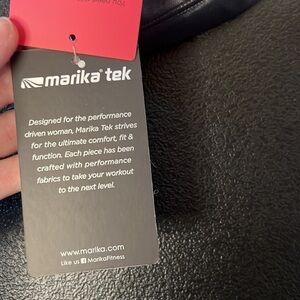 marika tek
Designed for the performance
driven woman, Marika Tek strives
for the ultimate comfort, fit &
function. Each piece has been
crafted with performance
fabrics to take your workout
to the next level.
www.marika.com
Like us f MarikaFitness